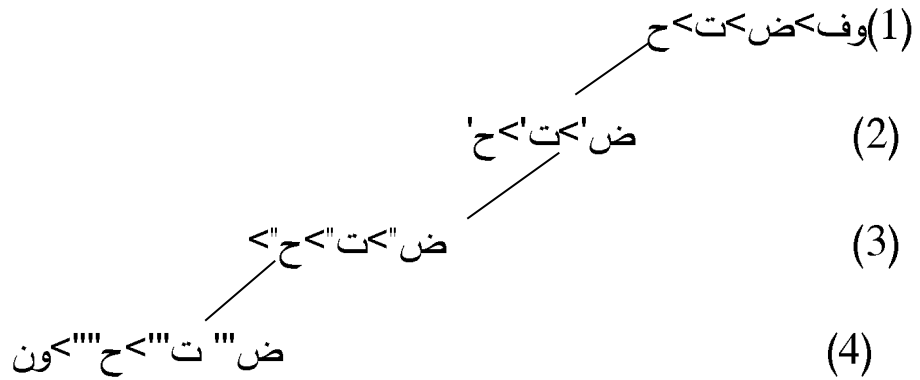 (1) وف<ض<ت<ح
(2) ض'<ت'<ح'
(3) ض"<ت"<ح"<
(4) ض''' ت'''<ح''''<ون